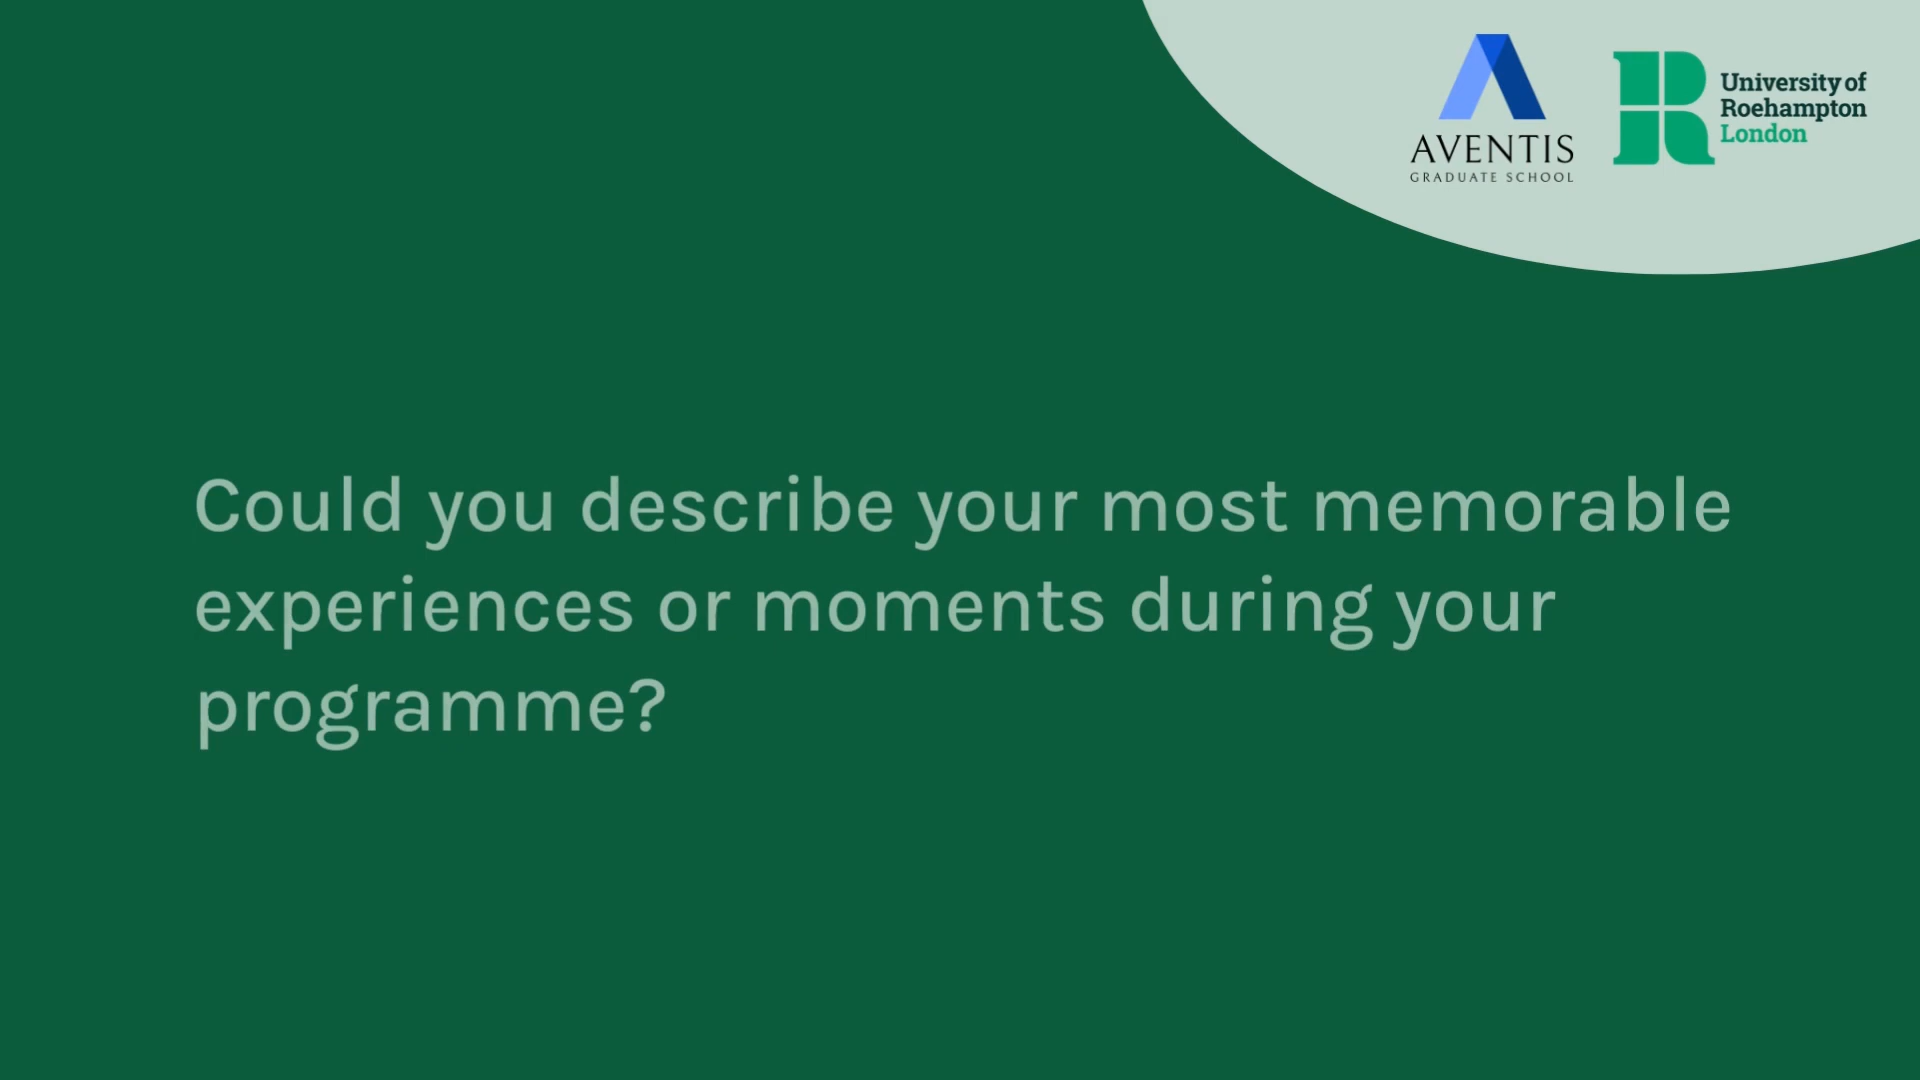 AVENTIS
GRADUATE SCHOOL
University of
Roehampton
London
Could you describe your most memorable
experiences or moments during your
programme?